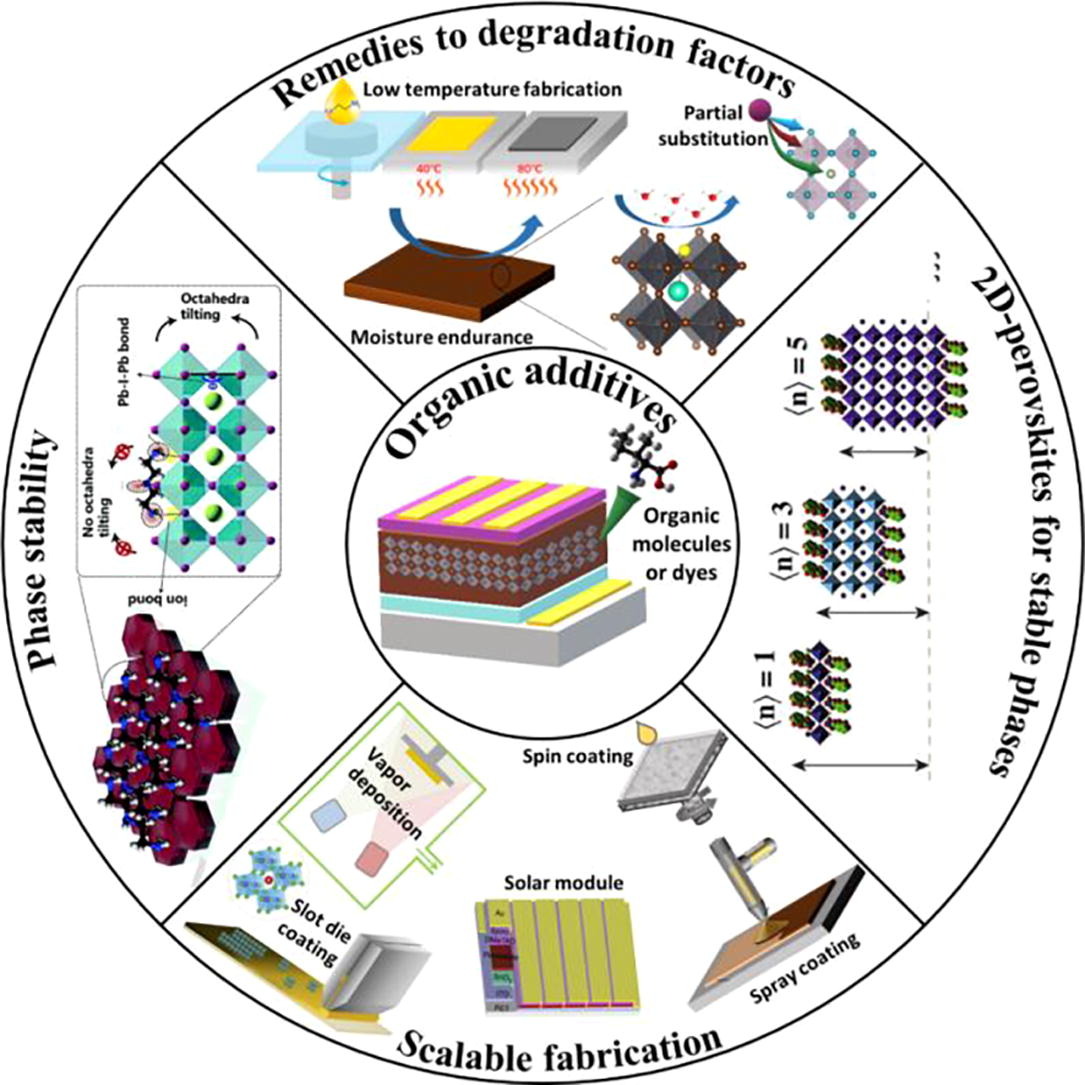 Remedies to degradation factors
Low temperature fabrication
40°C
80°C
Partial
substitution
Moisture endurance
2D-perovskites for stable phases
⟨n⟩ = 5
⟨n⟩ = 3
⟨n⟩ = 1
Phase stability
Octahedra
tilting
Pb-I-Pb bond
No octahedra
tilting
ion bond
Organic additives
Organic
molecules
or dyes
Vapor
deposition
Spin coating
Slot die
coating
Solar module
Au
ITO
Spray coating
Scalable fabrication